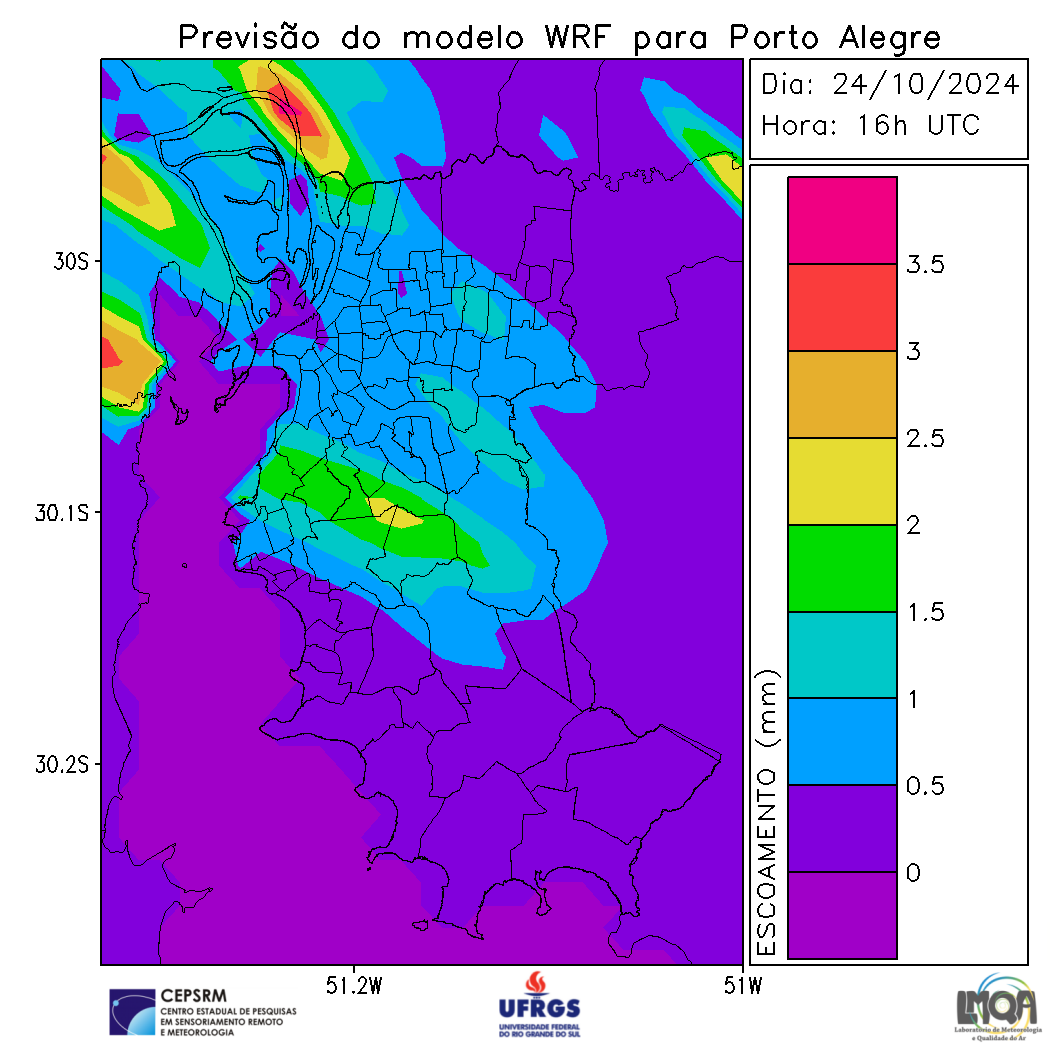 Previsão do modelo WRF para Porto Alegre
Dia: 24/10/2024
Hora: 16h UTC
30S
30.1S
30.2S
51.2W
51W
ESCOAMENTO (mm)
3.5
3
2.5
2
1.5
1
0.5
0
CEPSRM
CENTRO ESTADUAL DE PESQUISAS
EM SENSORIAMENTO REMOTO
E METEOROLOGIA
UFRGS
UNIVERSIDADE FEDERAL
DO RIO GRANDE DO SUL
LMQA
Laboratório de Meteorologia
e Qualidade do Ar